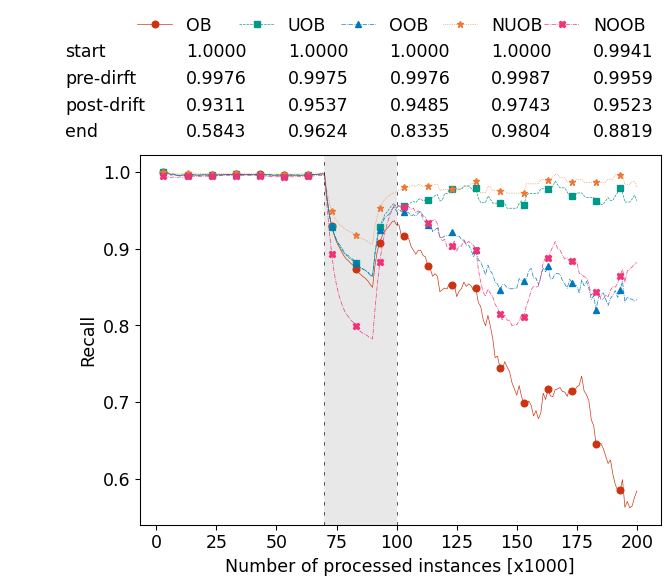 OB UOB OOB NUOB NOOB
start 1.0000 1.0000 1.0000 1.0000 0.9941
pre-dirft 0.9976 0.9975 0.9976 0.9987 0.9959
post-drift 0.9311 0.9537 0.9485 0.9743 0.9523
end 0.5843 0.9624 0.8335 0.9804 0.8819
1.0
0.9
0.8
0.7
0.6
Recall
0 25 50 75 100 125 150 175 200
Number of processed instances [x1000]